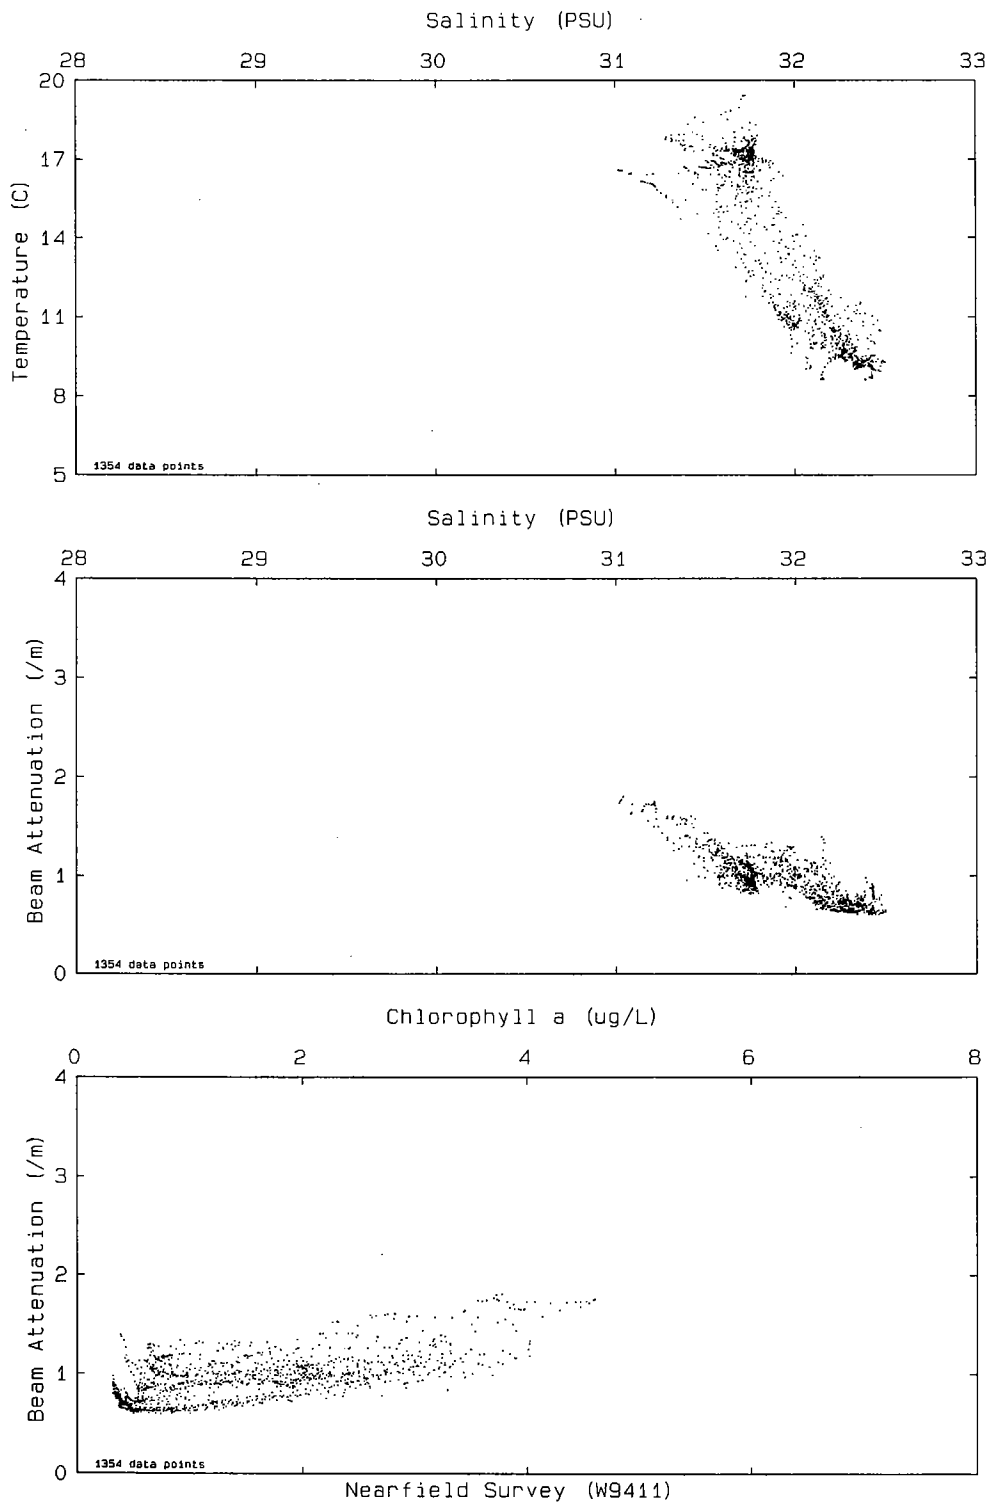 Salinity (PSU)
28 29 30 31 32 33
20
17
14
11
8
5
Temperature (C)
1354 data points
Salinity (PSU)
28 29 30 31 32 33
4
3
2
1
0
Beam Attenuation (/m)
1354 data points
Chlorophyll a (ug/L)
0 2 4 6 8
4
3
2
1
0
Beam Attenuation (/m)
1354 data points
Nearfield Survey (W9411)